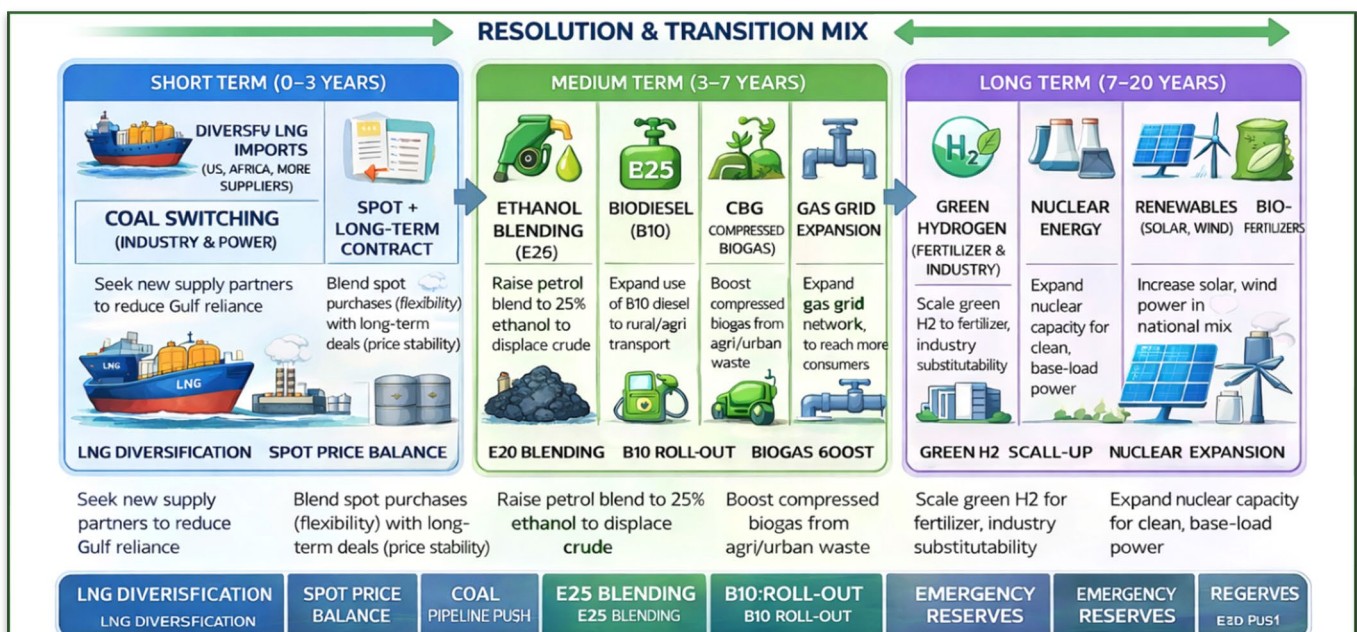 RESOLUTION & TRANSITION MIX
SHORT TERM (0–3 YEARS)
DIVERSFU LNG
IMPORTS
(US, AFRICA, MORE
SUPPLIERS)
COAL SWITCHING
(INDUSTRY & POWER)
SPOT +
LONG-TERM
CONTRACT
Seek new supply partners
to reduce Gulf reliance
Blend spot
purchases (flexibility)
with long-term
deals (price stability)
LNG
LNG
LNG DIVERSIFICATION
SPOT PRICE BALANCE
MEDIUM TERM (3–7 YEARS)
ETHANOL
BLENDING
(E26)
Raise petrol
blend to 25%
ethanol to
displace crude
E25
BIODIESEL
(B10)
Expand use
of B10 diesel
to rural/agri
transport
CBG
COMPRESSED
BIOGAS)
Boost
compressed
biogas from
agri/urban
waste
GAS GRID
EXPANSION
Expand
gas grid
network,
to reach more
consumers
E20 BLENDING
B10 ROLL-OUT
BIOGAS 6OOST
LONG TERM (7–20 YEARS)
H2
GREEN
HYDROGEN
(FERTILIZER &
INDUSTRY)
Scale green
H2 to fertilizer,
industry
substitutability
NUCLEAR
ENERGY
Expand
nuclear
capacity for
clean,
base-load
power
RENEWABLES
(SOLAR, WIND)
BIO-
FERTILIZERS
Increase solar, wind
power in
national mix
GREEN H2 SCALL-UP
NUCLEAR EXPANSION
Seek new supply
partners to reduce
Gulf reliance
Blend spot purchases
(flexibility) with long-
term deals (price stability)
Raise petrol blend to 25%
ethanol to displace
crude
Boost compressed
biogas from
agri/urban waste
Scale green H2 for
fertilizer, industry
substitutability
Expand nuclear capacity
for clean, base-load
power
LNG DIVERISFICATION
LNG DIVERSFICATION
SPOT PRICE
BALANCE
COAL
PIPELINE PUSH
E25 BLENDING
E25 BLENDING
B10:ROLL-OUT
B10 ROLL-OUT
EMERGENCY
RESERVES
EMERGENCY
RESERVES
REGERVES